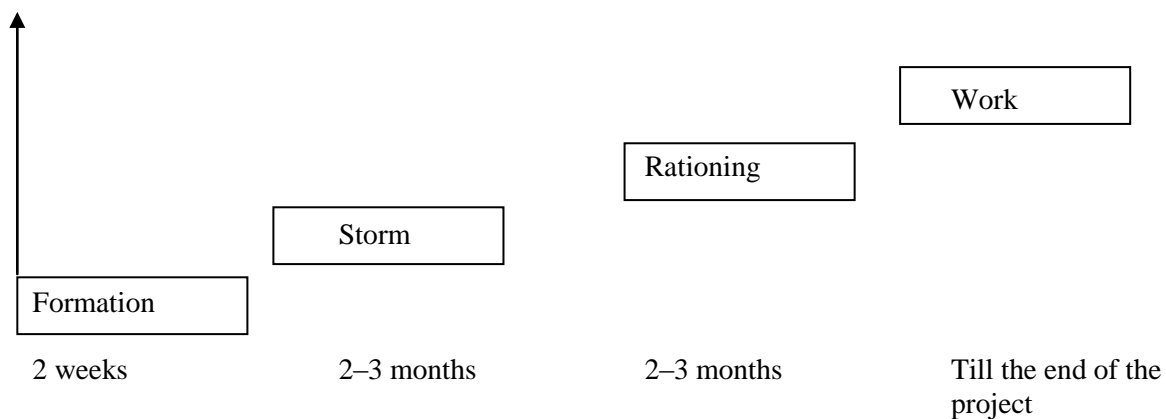 Work
Rationing
Storm
Formation
2 weeks
2–3 months
2–3 months
Till the end of the
project